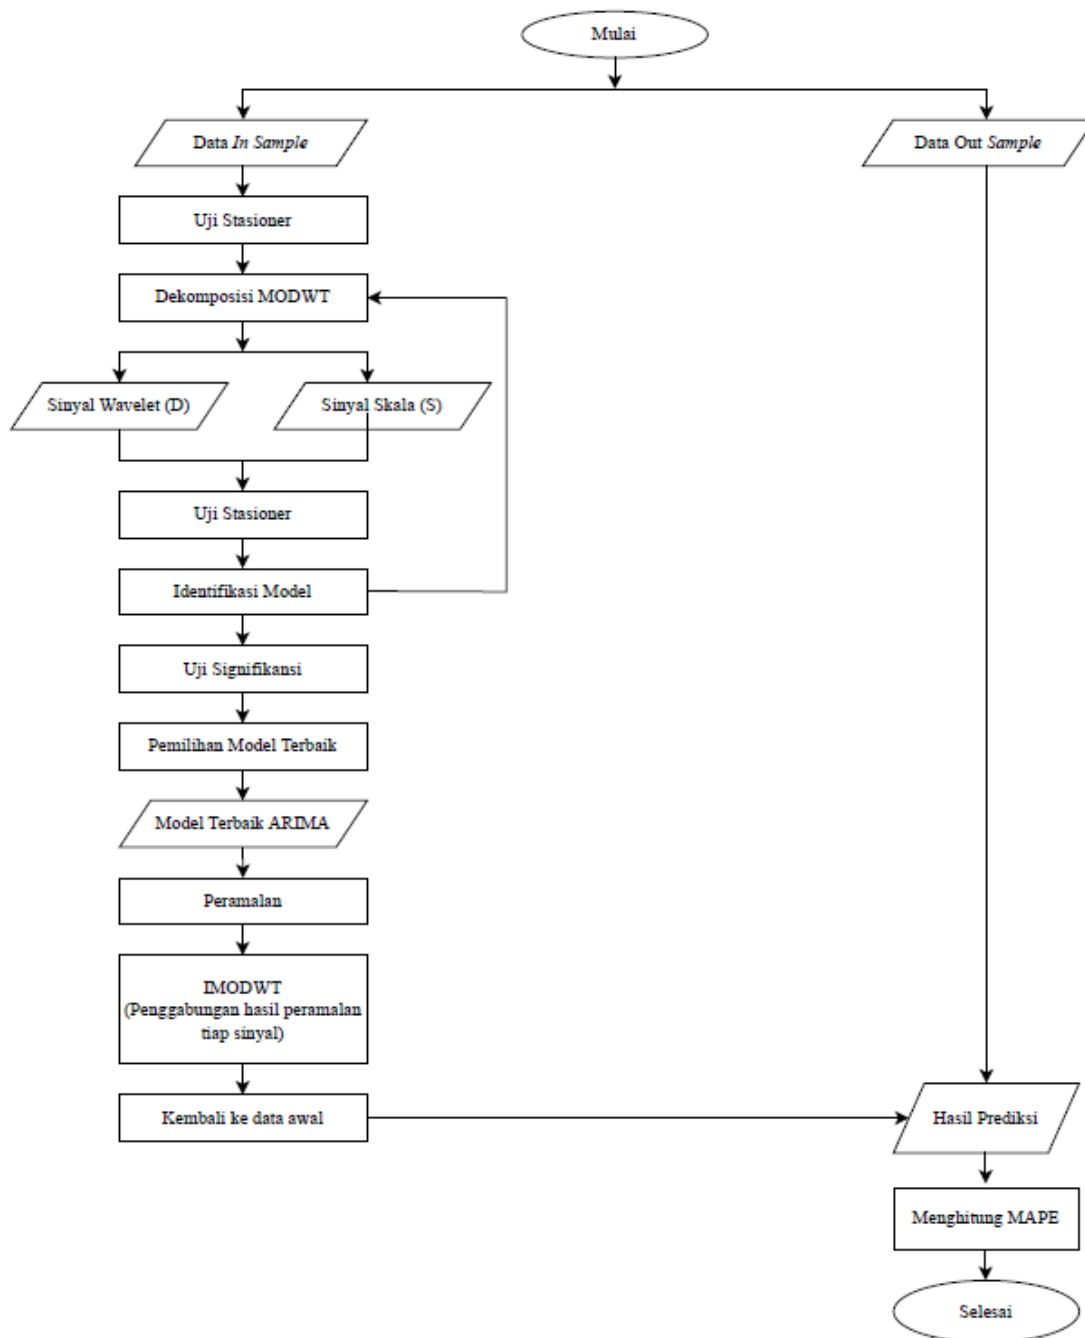 Mulai
Data In Sample
Data Out Sample
Uji Stasioner
Dekomposisi MODWT
Sinyal Wavelet (D)
Sinyal Skala (S)
Uji Stasioner
Identifikasi Model
Uji Signifikansi
Pemilihan Model Terbaik
Model Terbaik ARIMA
Peramalan
IMODWT
(Penggabungan hasil peramalan
tiap sinyal)
Kembali ke data awal
Hasil Prediksi
Menghitung MAPE
Selesai